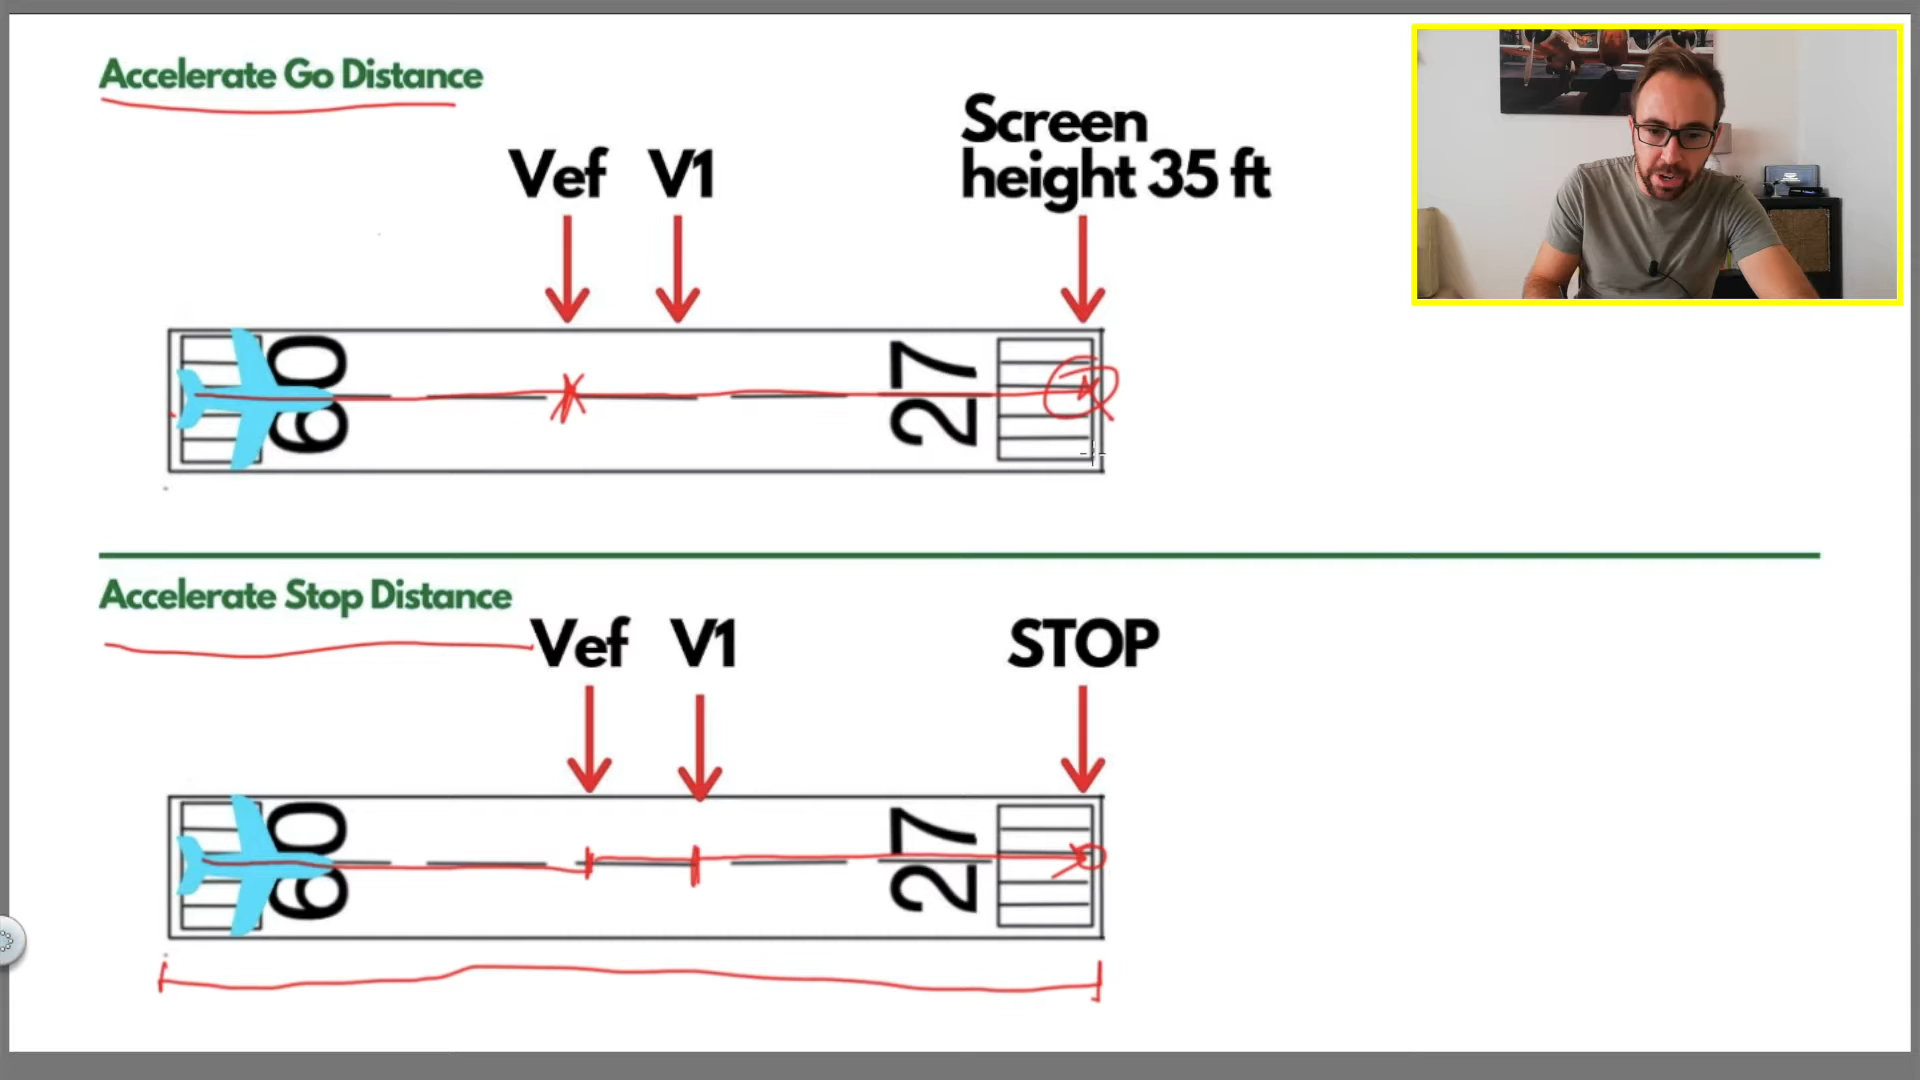 Accelerate Go Distance
Vef V1
Screen
height 35 ft
09
27
Accelerate Stop Distance
Vef V1
STOP
09
27